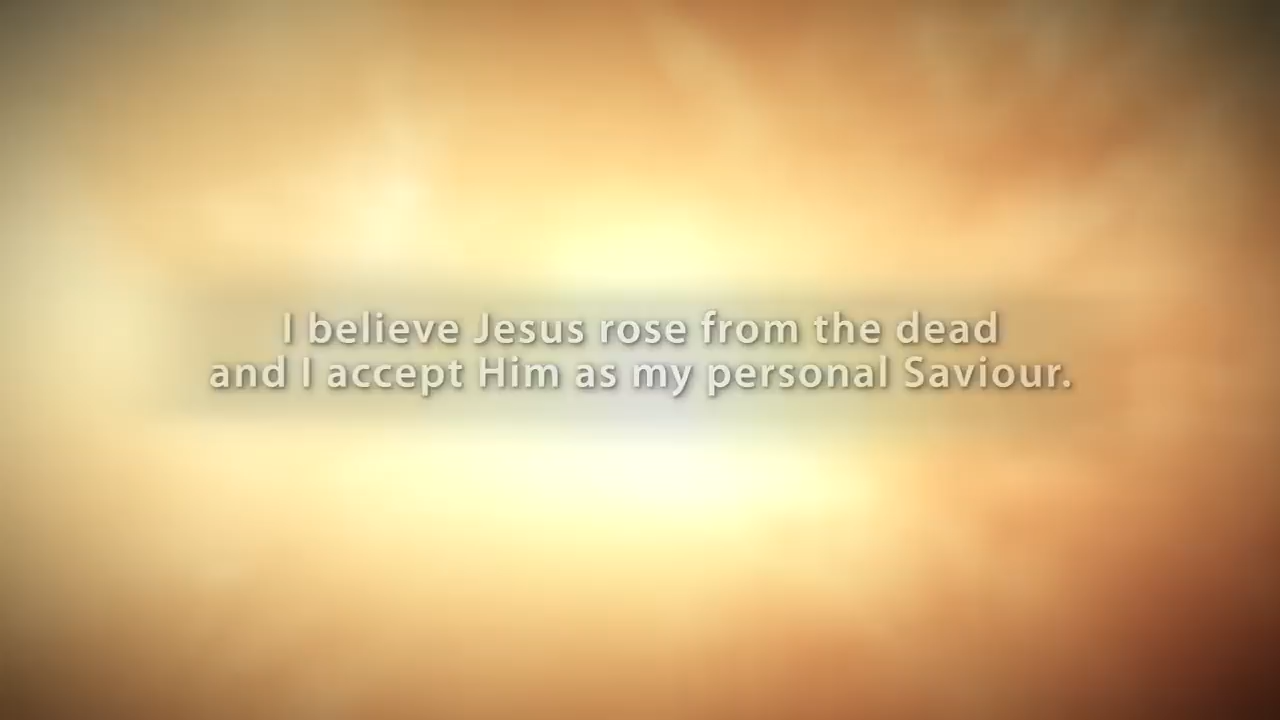 I believe Jesus rose from the dead
and I accept Him as my personal Saviour.